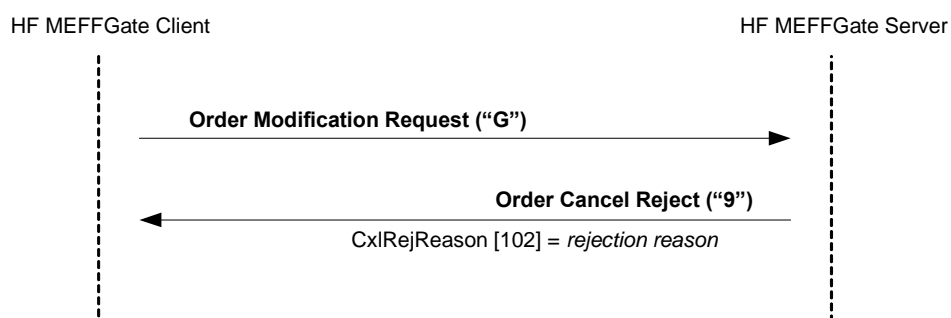 HF MEFFGate Client
HF MEFFGate Server
Order Modification Request (“G”)
Order Cancel Reject (“9”)
CxlRejReason [102] = rejection reason